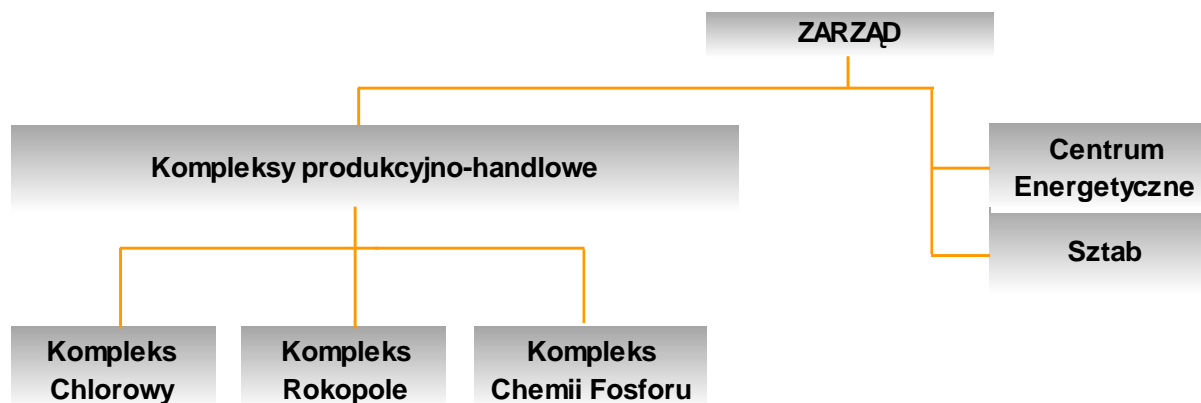 ZARZĄD
Kompleksy produkcyjno-handlowe
Centrum
Energetyczne
Sztab
Kompleks
Chlorowy
Kompleks
Rokopole
Kompleks
Chemii Fosforu